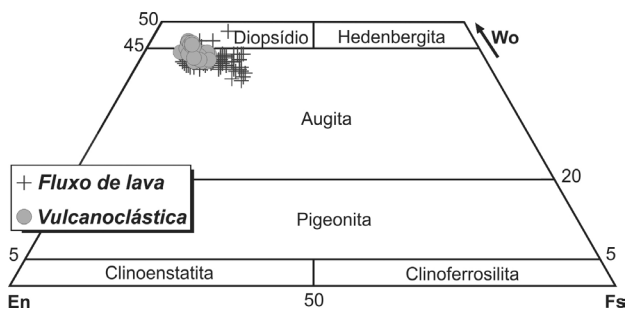 50
Diopsídio Hedenbergita Wo
45
Augita
Fluxo de lava 20
Vulcanoclástica Pigeonita
5 5
Clinoenstatita Clinoferrosilita
En 50 Fs